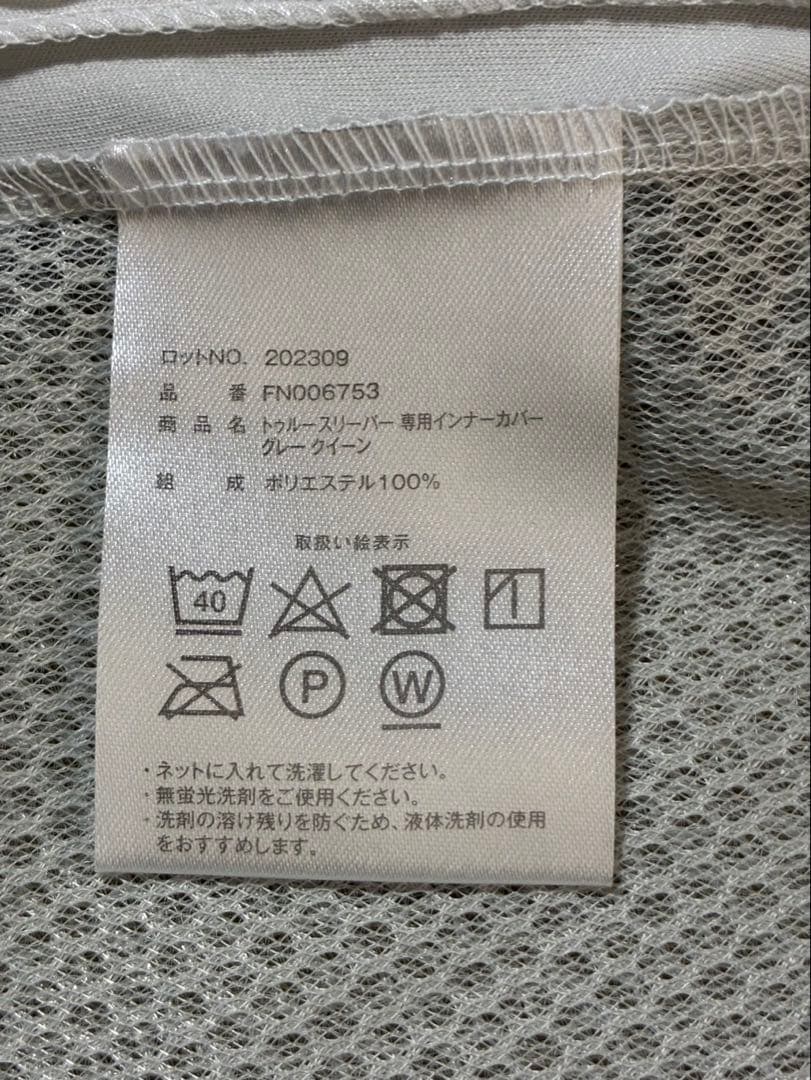 ロットNO. 202309
品 番 FN006753
商 品 名 トゥルースリーパー 専用インナーカバー
グレー クイーン
組 成 ポリエステル100%
取扱い絵表示
40
P W
・ネットに入れて洗濯してください。
・無蛍光洗剤をご使用ください。
・洗剤の溶け残りを防ぐため、液体洗剤の使用
をおすすめします。